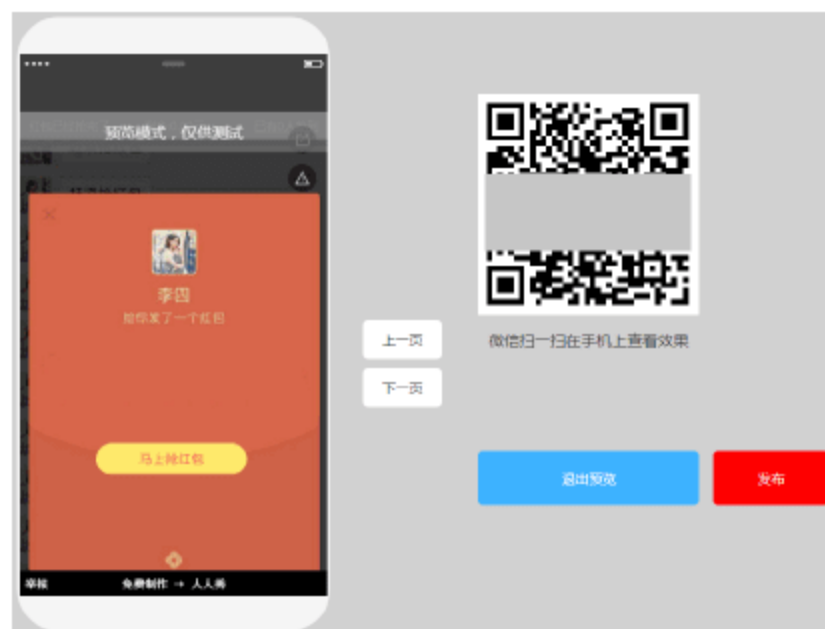 预览模式，仅供测试
李四
给你发了一个红包
马上抢红包
举报
免费制作 → 人人秀
上一页
下一页
微信扫一扫在手机上查看效果
退出预览
发布